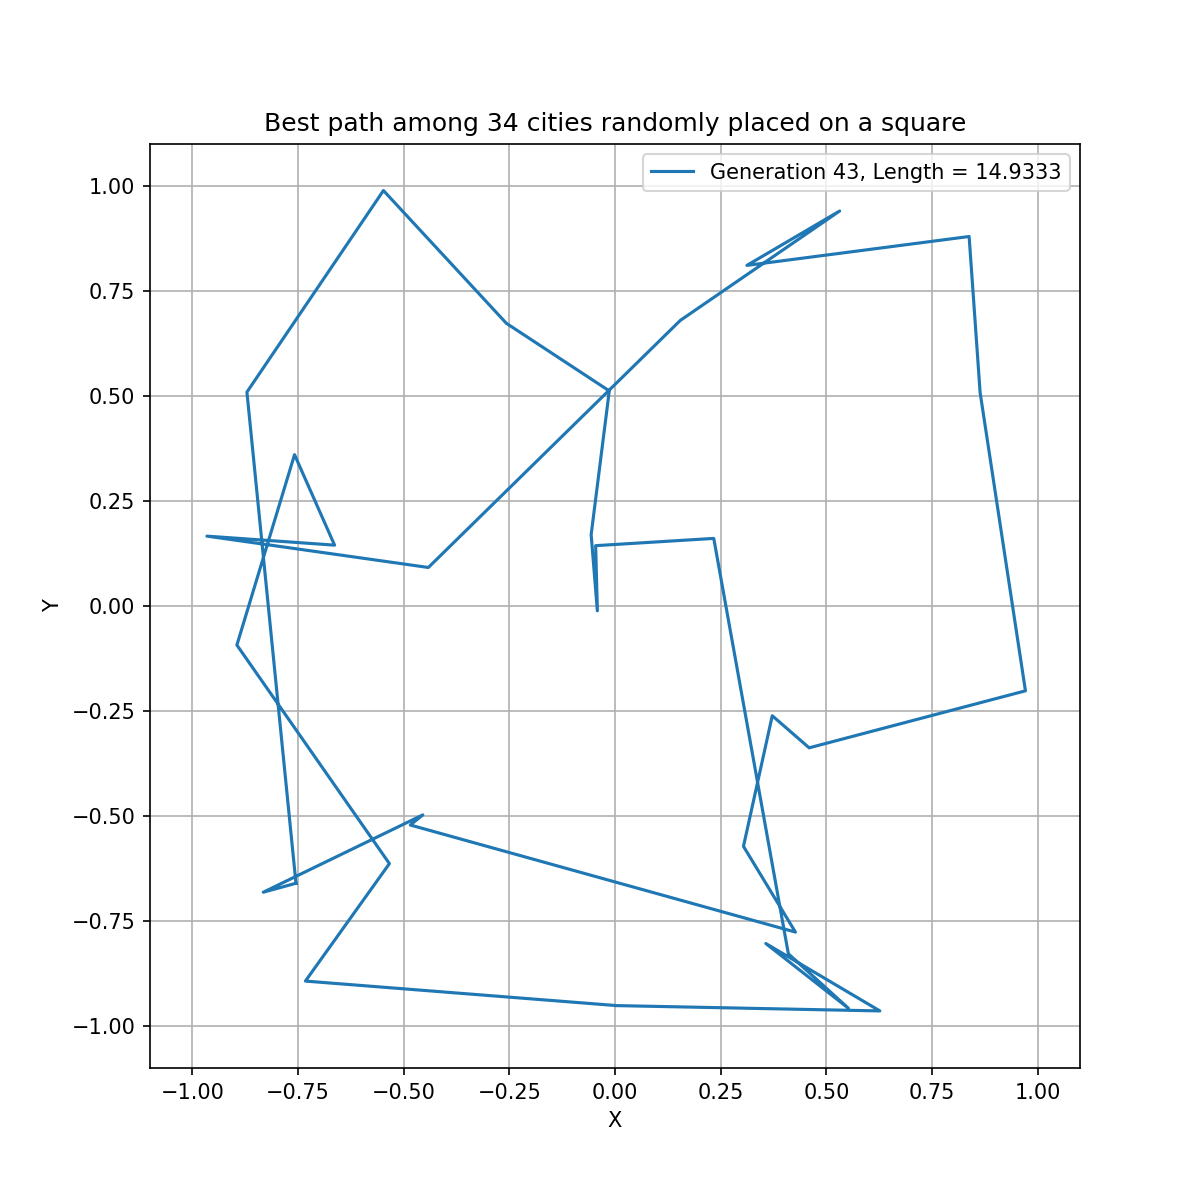 Best path among 34 cities randomly placed on a square
Generation 43, Length = 14.9333
1.00
0.75
0.50
0.25
0.00
−0.25
−0.50
−0.75
−1.00
Y
−1.00 −0.75 −0.50 −0.25 0.00 0.25 0.50 0.75 1.00
X